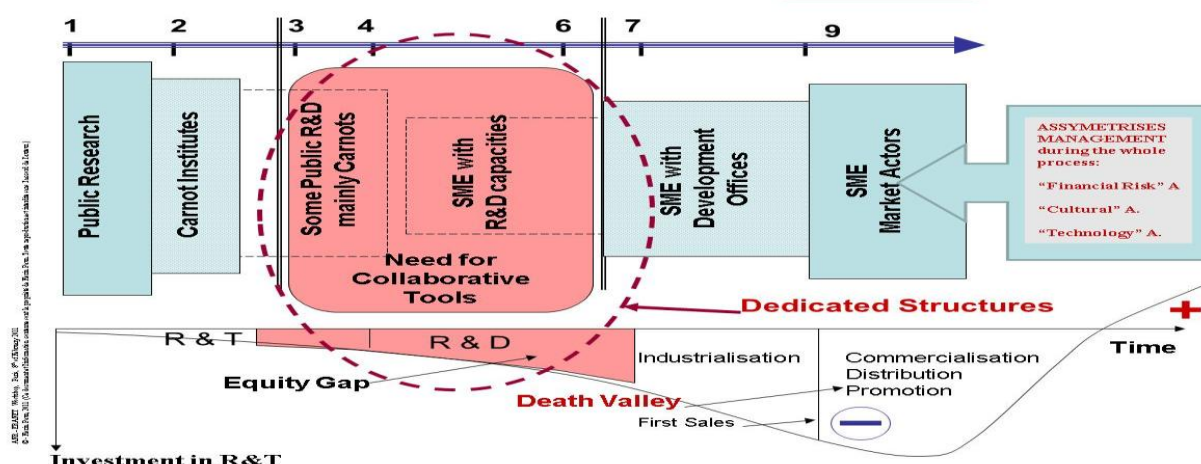 1 2 3 4 6 7 9
Public Research
Carnot Institutes
Some Public R&D
mainly Carnots
SME with
R&D capacities
Need for
Collaborative
Tools
SME with
Development
Offices
SME
Market Actors
ASSYMETRISES
MANAGEMENT
during the whole
process:
“Financial Risk” A
“Cultural” A.
“Technology” A.
Dedicated Structures
R & T
R & D
Equity Gap
Industrialisation
Death Valley
First Sales
Commercialisation
Distribution
Promotion
Time
Investment in R&T